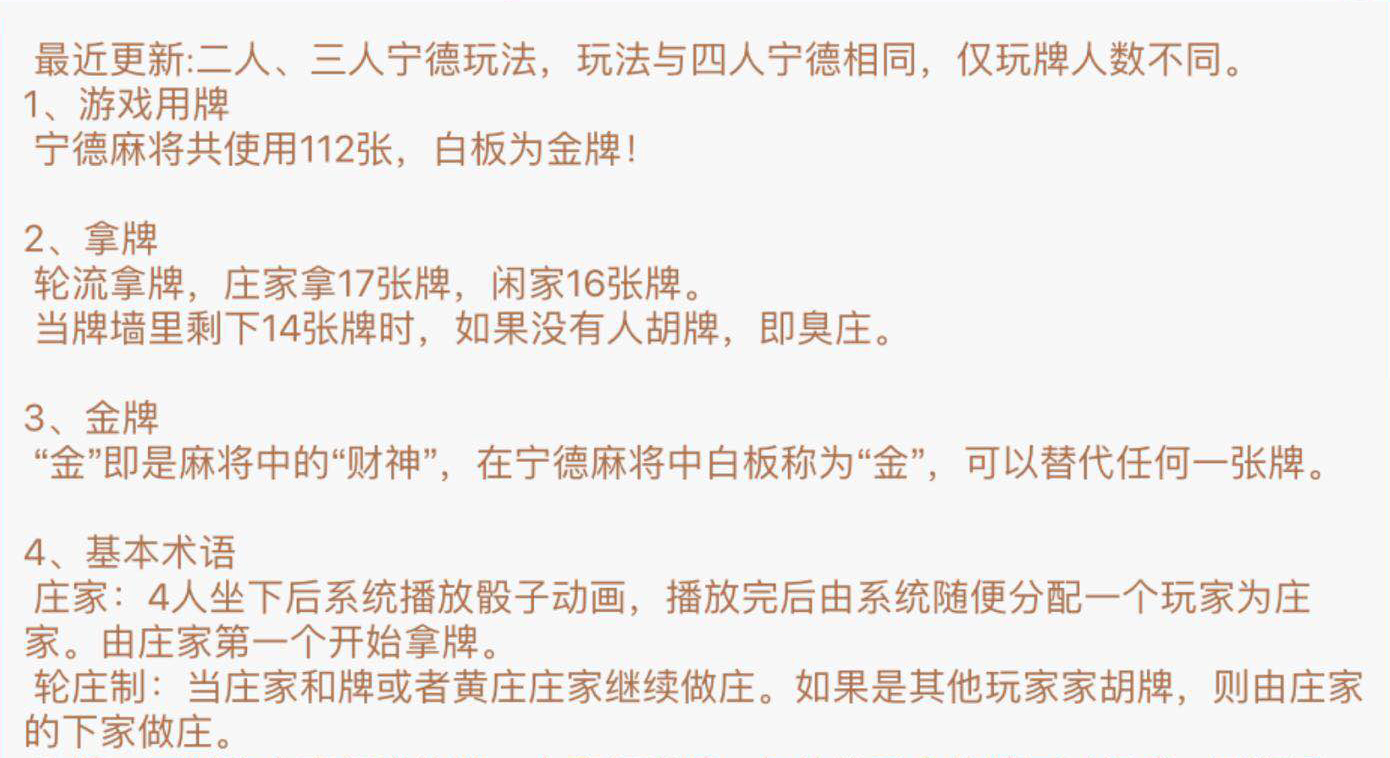 最近更新:二人、三人宁德玩法，玩法与四人宁德相同，仅玩牌人数不同。
1、游戏用牌
宁德麻将共使用112张，白板为金牌！
2、拿牌
轮流拿牌，庄家拿17张牌，闲家16张牌。
当牌墙里剩下14张牌时，如果没有人胡牌，即臭庄。
3、金牌
“金”即是麻将中的“财神”，在宁德麻将中白板称为“金”，可以替代任何一张牌。
4、基本术语
庄家：4人坐下后系统播放骰子动画，播放完后由系统随便分配一个玩家为庄
家。由庄家第一个开始拿牌。
轮庄制：当庄家和牌或者黄庄庄家继续做庄。如果是其他玩家家胡牌，则由庄家
的下家做庄。